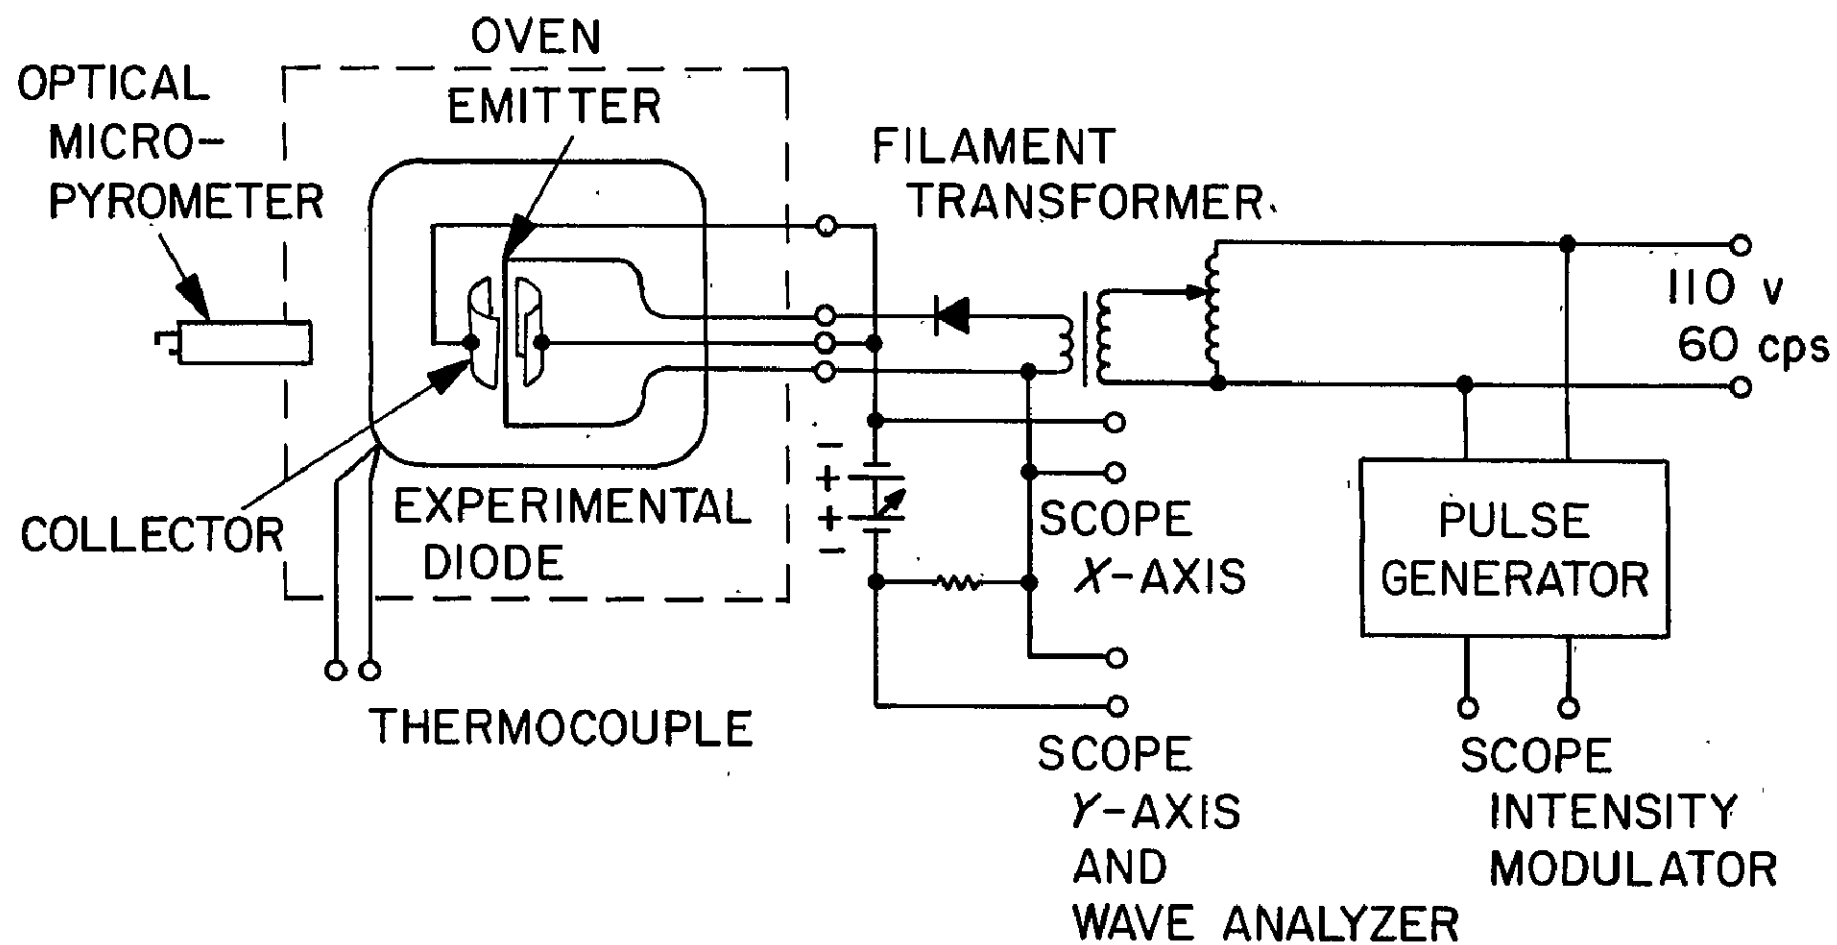 OVEN
OPTICAL
MICRO-
PYROMETER
EMITTER
FILAMENT
TRANSFORMER
110 v
60 cps
COLLECTOR
EXPERIMENTAL
DIODE
−
+
+
−
SCOPE
X-AXIS
PULSE
GENERATOR
THERMOCOUPLE
SCOPE
Y-AXIS
AND
WAVE ANALYZER
SCOPE
INTENSITY
MODULATOR